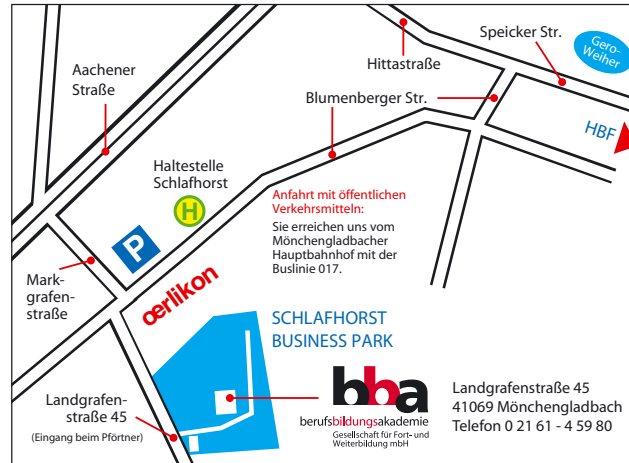 Speicker Str.
Gero-
Weiher
Hittastraße
Aachener
Straße
Blumenberger Str.
HBF
Haltestelle
Schlafhorst
H
Anfahrt mit öffentlichen
Verkehrsmitteln:
Sie erreichen uns vom
Mönchengladbacher
Hauptbahnhof mit der
Buslinie 017.
P
Mark-
grafen-
straße
œrlikon
SCHLAFHORST
BUSINESS PARK
Landgrafen-
straße 45
(Eingang beim Pförtner)
bba
berufsbildungsakademie
Gesellschaft für Fort- und
Weiterbildung mbH
Landgrafenstraße 45
41069 Mönchengladbach
Telefon 0 21 61 - 4 59 80